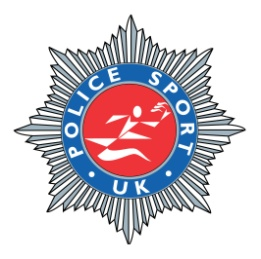 POLICE SPORT
· UK ·